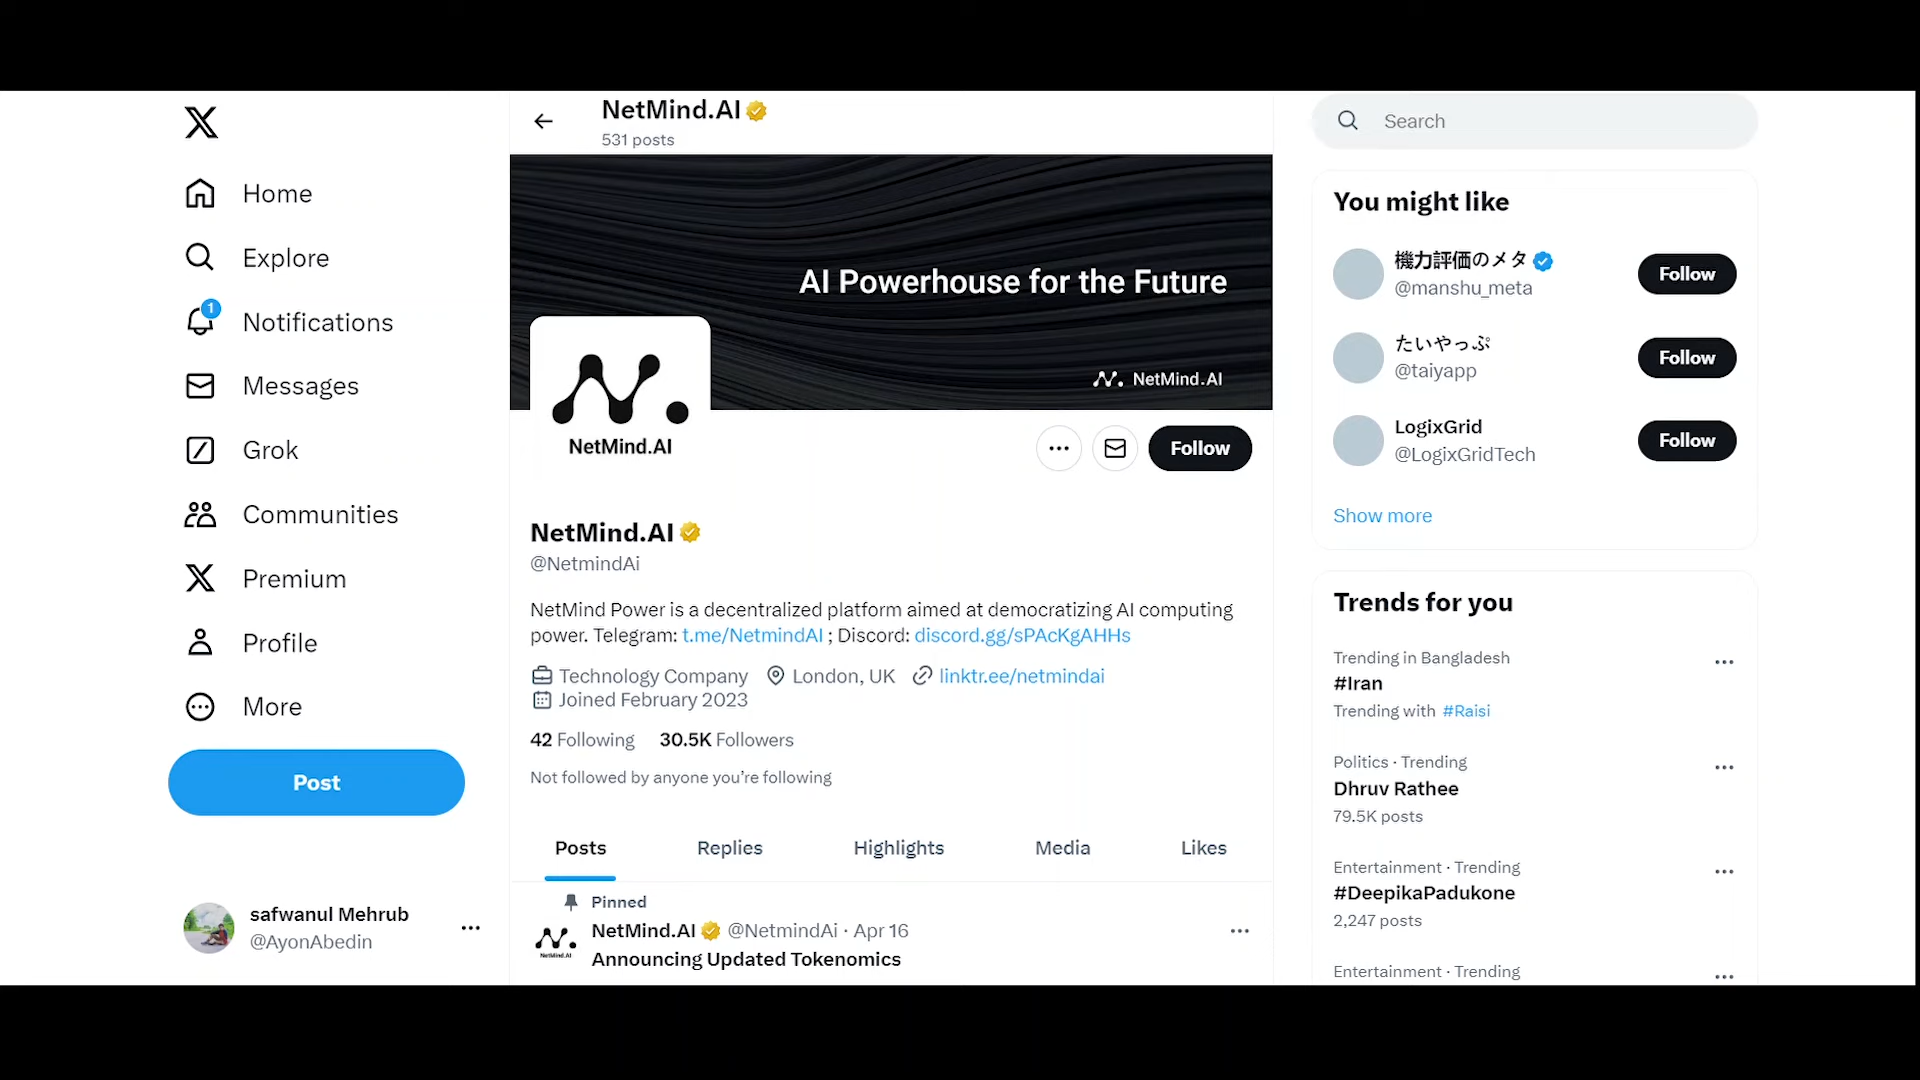 Home
Explore
1
Notifications
Messages
Grok
Communities
Premium
Profile
More
Post
safwanul Mehrub
@AyonAbedin
NetMind.AI
531 posts
AI Powerhouse for the Future
NetMind.AI
NetMind.AI
Follow
NetMind.AI
@NetmindAi
NetMind Power is a decentralized platform aimed at democratizing AI computing
power. Telegram: t.me/NetmindAI ; Discord: discord.gg/sPAcKgAHHs
Technology Company London, UK linktr.ee/netmindai
Joined February 2023
42 Following 30.5K Followers
Not followed by anyone you’re following
Posts Replies Highlights Media Likes
Pinned
NetMind.AI @NetmindAi · Apr 16
NetMind.AI
Announcing Updated Tokenomics
Search
You might like
機力評価のメタ
@manshu_meta
Follow
たいやっぷ
@taiyapp
Follow
LogixGrid
@LogixGridTech
Follow
Show more
Trends for you
Trending in Bangladesh
#Iran
Trending with #Raisi
Politics · Trending
Dhruv Rathee
79.5K posts
Entertainment · Trending
#DeepikaPadukone
2,247 posts
Entertainment · Trending